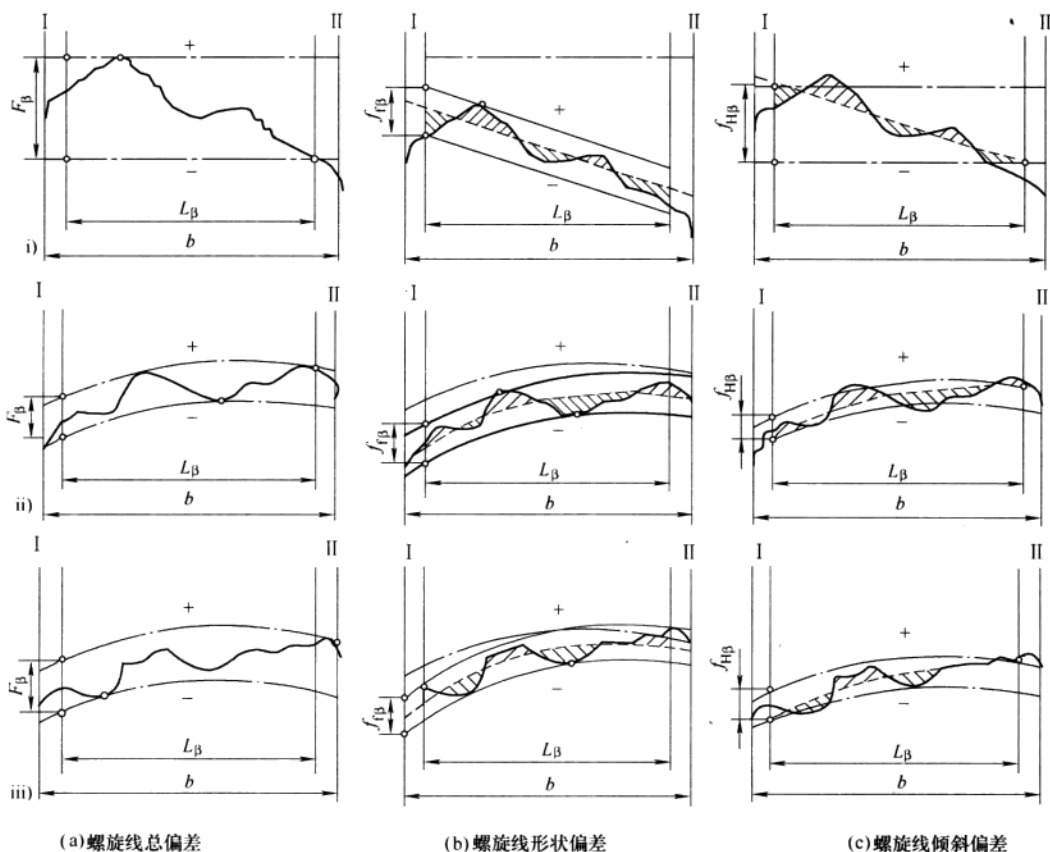 I II I II I II
+
F_β
−
L_β
b
+
f_fβ
−
L_β
b
+
f_Hβ
−
L_β
b
i)
I II I II I II
+
F_β
−
L_β
b
+
f_fβ
−
L_β
b
+
f_Hβ
−
L_β
b
ii)
I II I II I II
+
F_β
−
L_β
b
+
f_fβ
−
L_β
b
+
f_Hβ
−
L_β
b
iii)
(a)螺旋线总偏差
(b)螺旋线形状偏差
(c)螺旋线倾斜偏差